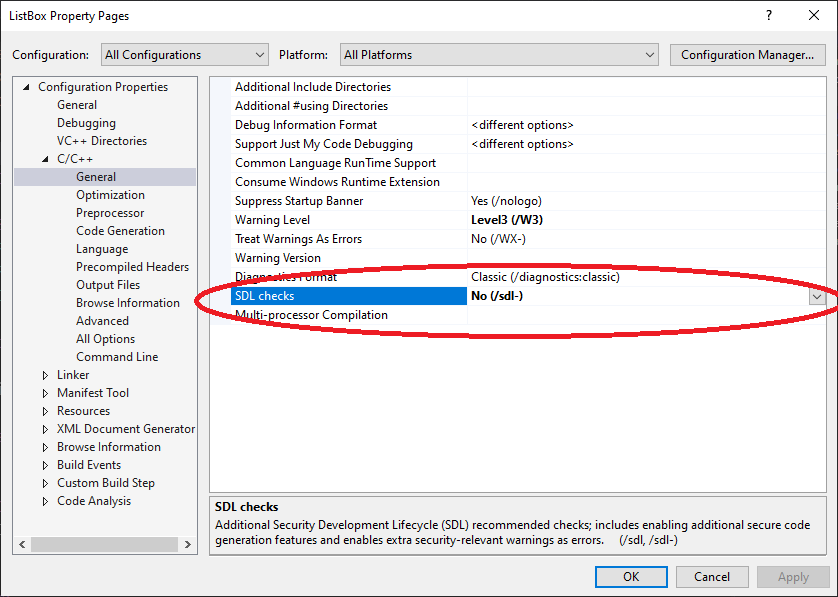 ListBox Property Pages
?
Configuration: All Configurations Platform: All Platforms Configuration Manager...
Configuration Properties
General
Debugging
VC++ Directories
C/C++
General
Optimization
Preprocessor
Code Generation
Language
Precompiled Headers
Output Files
Browse Information
Advanced
All Options
Command Line
Linker
Manifest Tool
Resources
XML Document Generator
Browse Information
Build Events
Custom Build Step
Code Analysis
Additional Include Directories
Additional #using Directories
Debug Information Format <different options>
Support Just My Code Debugging <different options>
Common Language RunTime Support
Consume Windows Runtime Extension
Suppress Startup Banner Yes (/nologo)
Warning Level Level3 (/W3)
Treat Warnings As Errors No (/WX-)
Warning Version
Diagnostics Format Classic (/diagnostics:classic)
SDL checks No (/sdl-)
Multi-processor Compilation
SDL checks
Additional Security Development Lifecycle (SDL) recommended checks; includes enabling additional secure code
generation features and enables extra security-relevant warnings as errors. (/sdl, /sdl-)
OK Cancel Apply